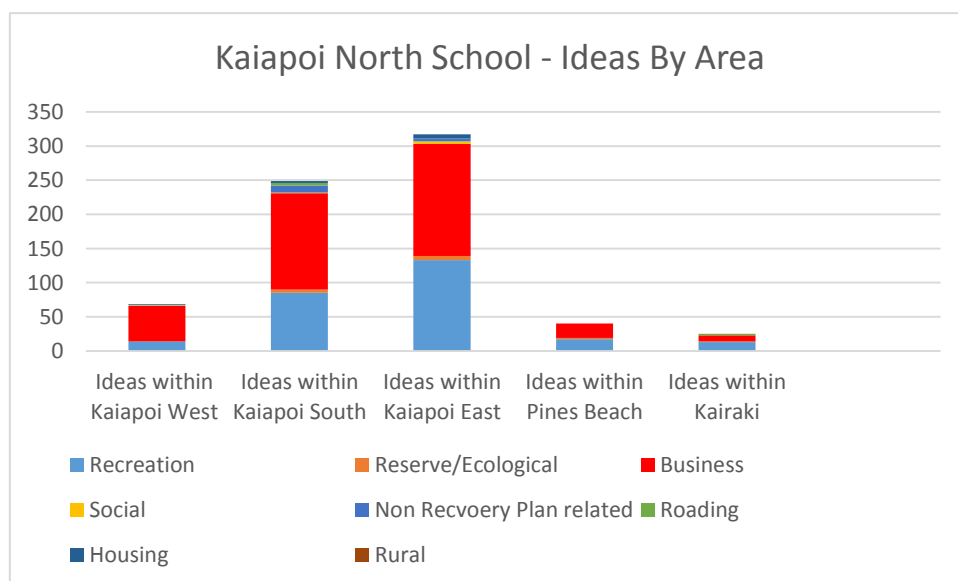 Kaiapoi North School - Ideas By Area
350
300
250
200
150
100
50
0
Ideas within Kaiapoi West
Ideas within Kaiapoi South
Ideas within Kaiapoi East
Ideas within Pines Beach
Ideas within Kairaki
Recreation
Reserve/Ecological
Business
Social
Non Recvoery Plan related
Roading
Housing
Rural